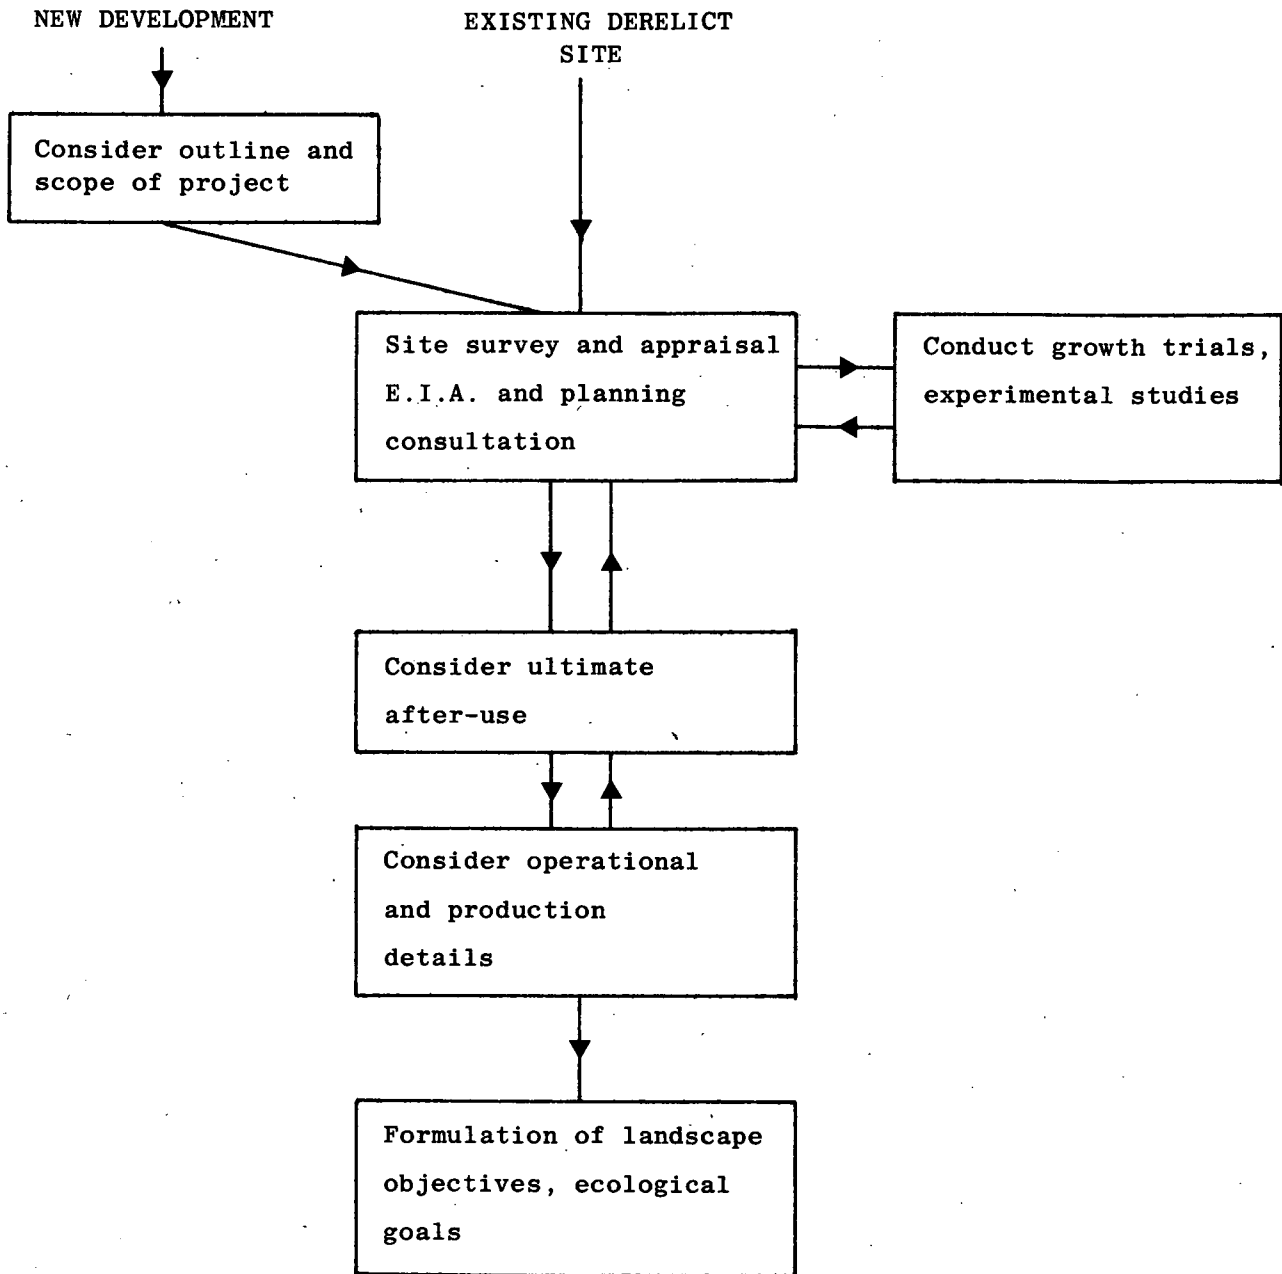 NEW DEVELOPMENT
EXISTING DERELICT
SITE
Consider outline and
scope of project
Site survey and appraisal
E.I.A. and planning
consultation
Conduct growth trials,
experimental studies
Consider ultimate
after-use
Consider operational
and production
details
Formulation of landscape
objectives, ecological
goals